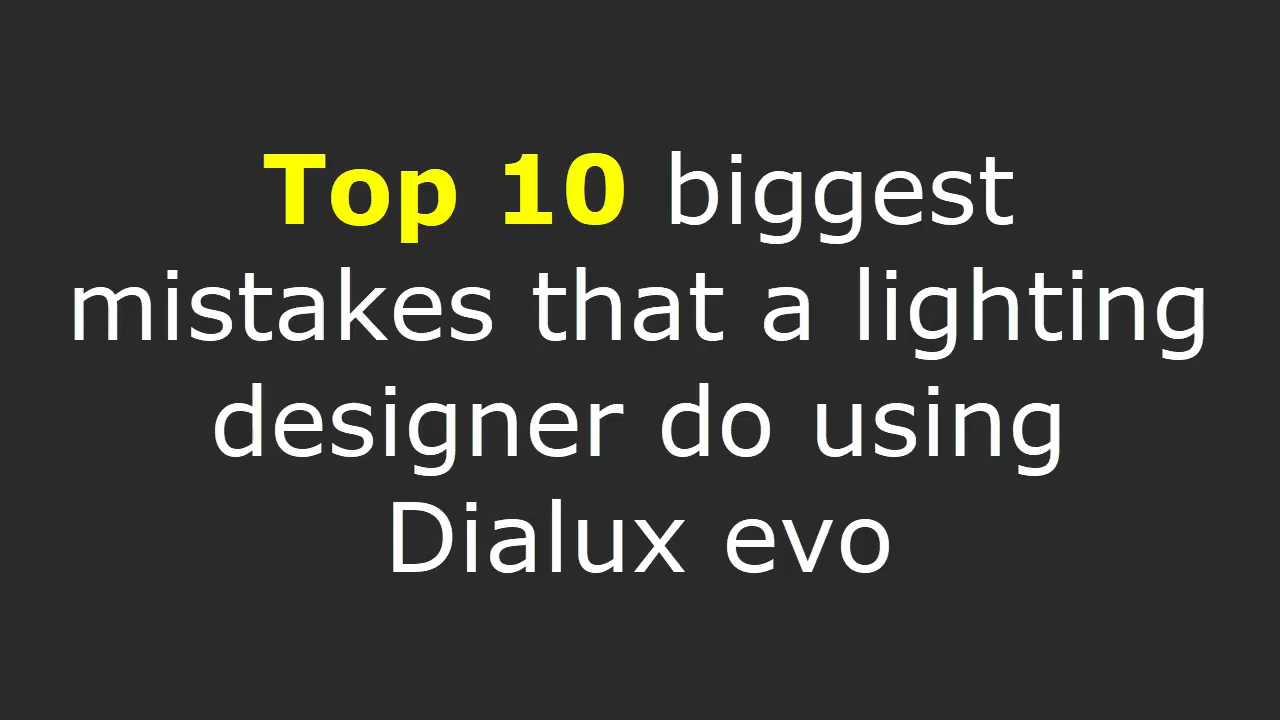 Top 10 biggest
mistakes that a lighting
designer do using
Dialux evo